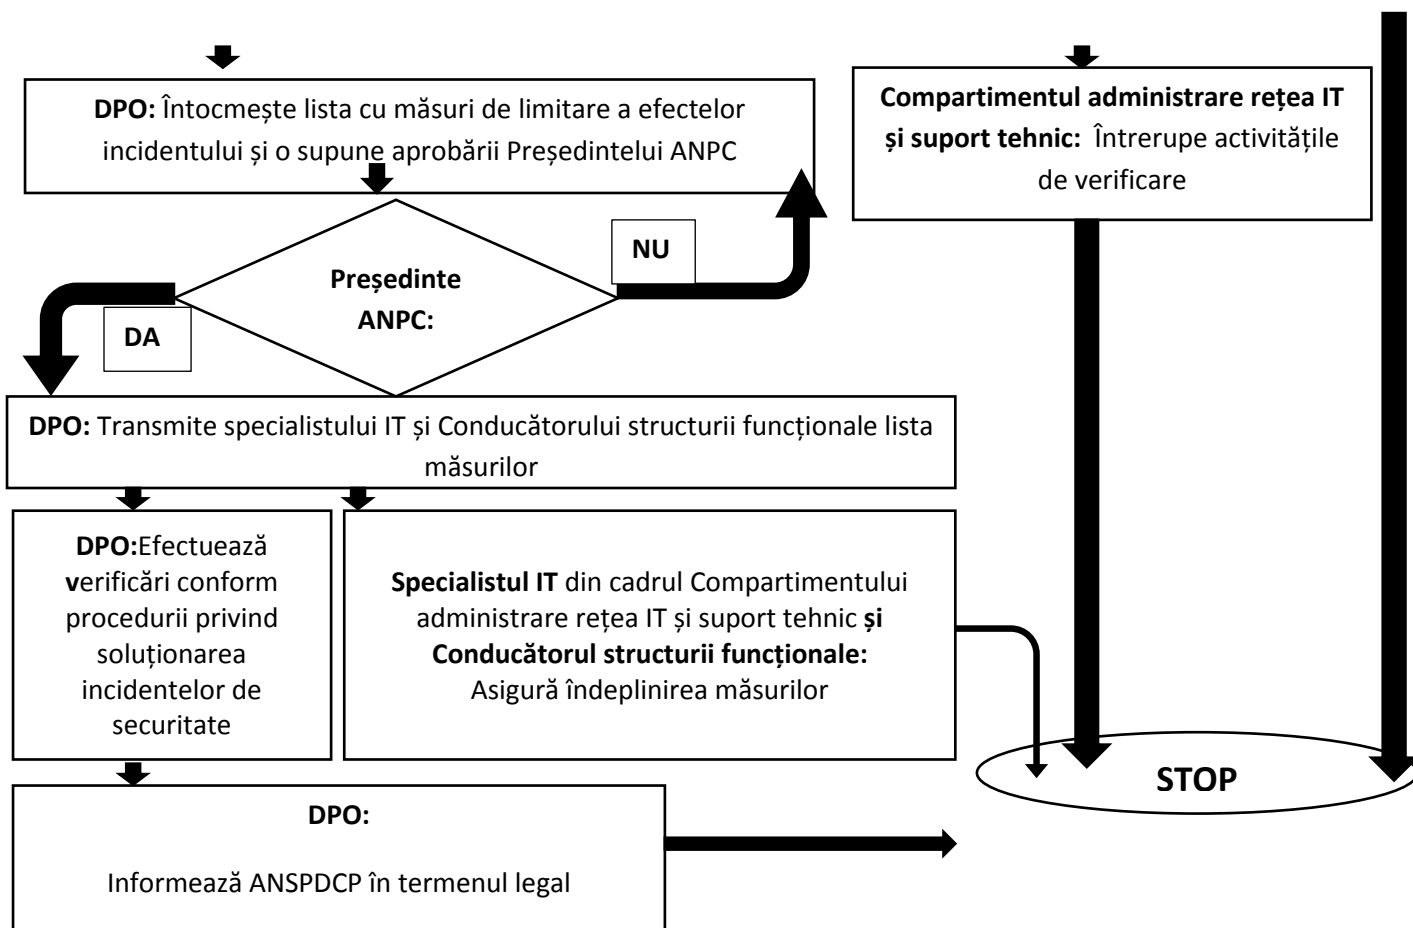 DPO: Întocmește lista cu măsuri de limitare a efectelor
incidentului și o supune aprobării Președintelui ANPC
Compartimentul administrare rețea IT
și suport tehnic: Întrerupe activitățile
de verificare
NU
Președinte
ANPC:
DA
DPO: Transmite specialistului IT și Conducătorului structurii funcționale lista
măsurilor
DPO:Efectuează
verificări conform
procedurii privind
soluționarea
incidentelor de
securitate
Specialistul IT din cadrul Compartimentului
administrare rețea IT și suport tehnic și
Conducătorul structurii funcționale:
Asigură îndeplinirea măsurilor
STOP
DPO:
Informează ANSPDCP în termenul legal